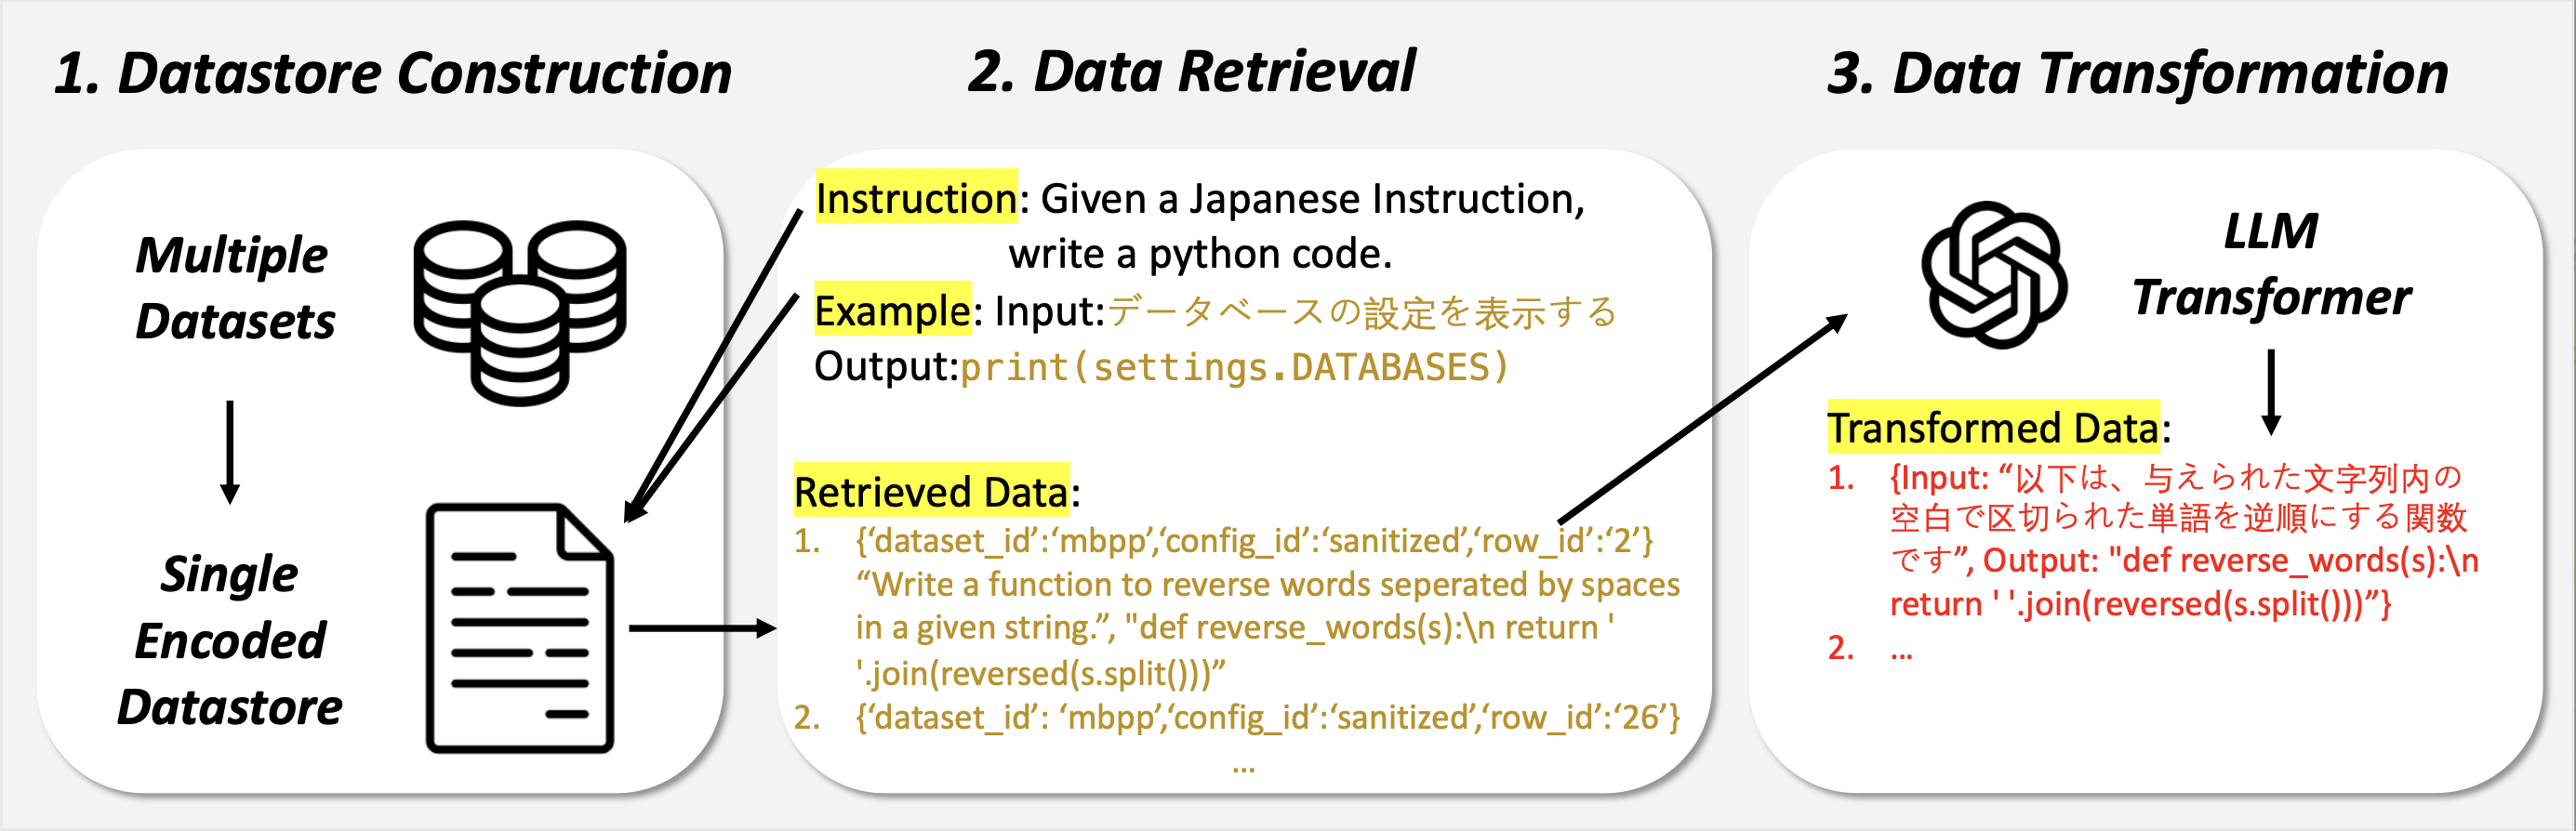 1. Datastore Construction
Multiple
Datasets
Single
Encoded
Datastore
2. Data Retrieval
Instruction: Given a Japanese Instruction,
write a python code.
Example: Input:データベースの設定を表示する
Output:print(settings.DATABASES)
Retrieved Data:
1. {‘dataset_id’:‘mbpp’,‘config_id’:‘sanitized’,‘row_id’:‘2’}
“Write a function to reverse words seperated by spaces
in a given string.”, "def reverse_words(s):\n return '
'.join(reversed(s.split()))”
2. {‘dataset_id’: ‘mbpp’,‘config_id’:‘sanitized’,‘row_id’:‘26’}
...
3. Data Transformation
LLM
Transformer
Transformed Data:
1. {Input: “以下は、与えられた文字列内の
空白で区切られた単語を逆順にする関数
です”, Output: "def reverse_words(s):\n
return ' '.join(reversed(s.split()))”}
2. ...